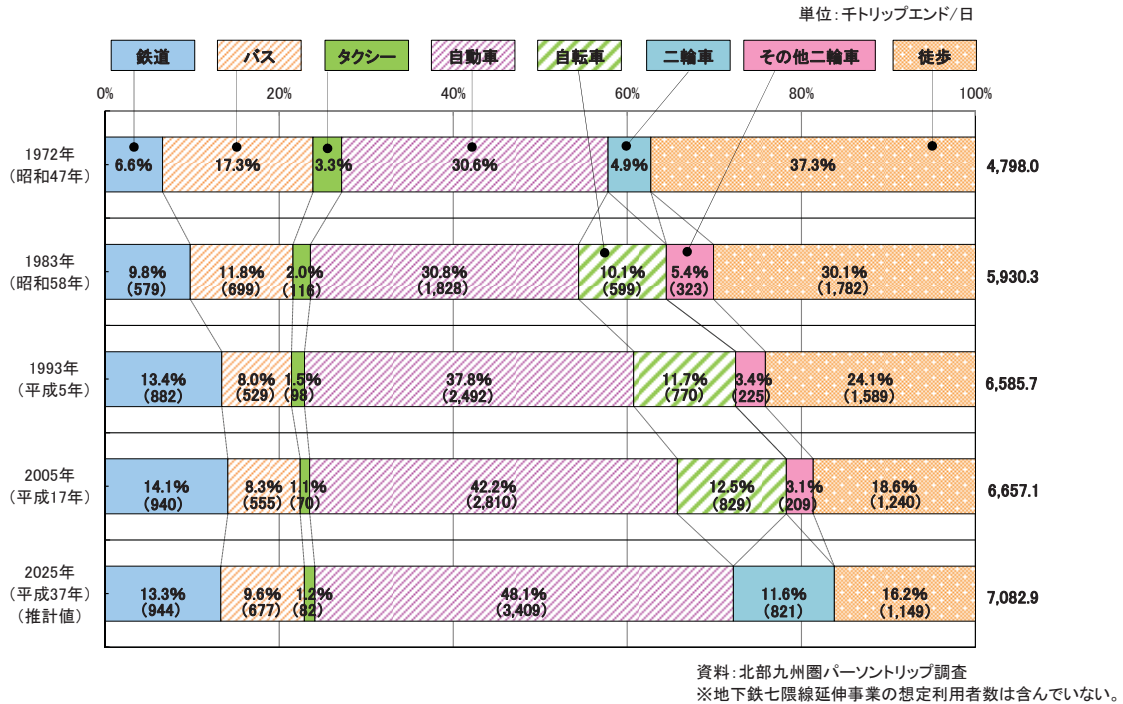 単位：千トリップエンド/日
鉄道 バス タクシー 自動車 自転車 二輪車 その他二輪車 徒歩
0% 20% 40% 60% 80% 100%
1972年
（昭和47年）
6.6% 17.3% 3.3% 30.6% 4.9% 37.3% 4,798.0
1983年
（昭和58年）
9.8% 11.8% 2.0% 30.8% 10.1% 5.4% 30.1%
(579) (699) (116) (1,828) (599) (323) (1,782)
5,930.3
1993年
（平成5年）
13.4% 8.0% 1.5% 37.8% 11.7% 3.4% 24.1%
(882) (529) (98) (2,492) (770) (225) (1,589)
6,585.7
2005年
（平成17年）
14.1% 8.3% 1.1% 42.2% 12.5% 3.1% 18.6%
(940) (555) (70) (2,810) (829) (209) (1,240)
6,657.1
2025年
（平成37年）
（推計値）
13.3% 9.6% 1.2% 48.1% 11.6% 16.2%
(944) (677) (82) (3,409) (821) (1,149)
7,082.9
資料：北部九州圏パーソントリップ調査
※地下鉄七隈線延伸事業の想定利用者数は含んでいない。